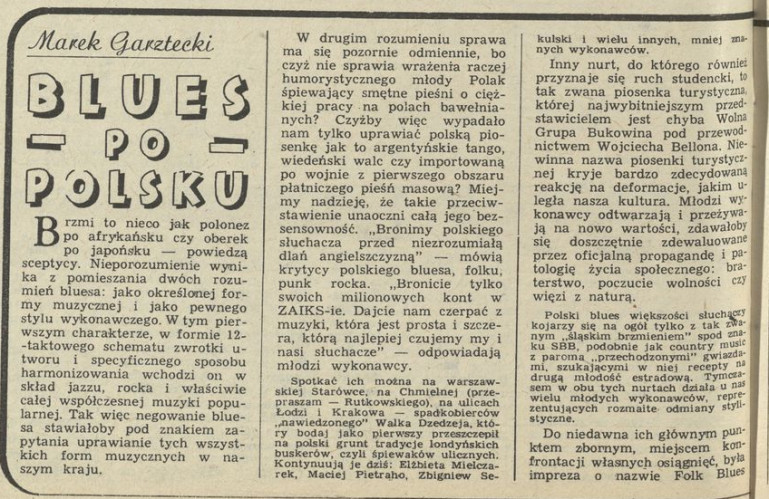 Marek Garztecki
BLUES
— PO —
POLSKU
Brzmi to nieco jak polonez
po afrykańsku czy oberek
po japońsku — powiedzą
sceptycy. Nieporozumienie wyni-
ka z pomieszania dwóch rozu-
mień bluesa: jako określonej for-
my muzycznej i jako pewnego
stylu wykonawczego. W tym pier-
wszym charakterze, w formie 12-
-taktowego schematu zwrotki u-
tworu i specyficznego sposobu
harmonizowania wchodzi on w
skład jazzu, rocka i właściwie
całej współczesnej muzyki popu-
larnej. Tak więc negowanie blue-
sa stawiałoby pod znakiem za-
pytania uprawianie tych wszyst-
kich form muzycznych w na-
szym kraju.
W drugim rozumieniu sprawa
ma się pozornie odmiennie, bo
czyż nie sprawia wrażenia raczej
humorystycznego młody Polak
śpiewający smętne pieśni o cięż-
kiej pracy na polach bawełnia-
nych? Czyżby więc wypadało
nam tylko uprawiać polską pio-
senkę jak to argentyńskie tango,
wiedeński walc czy importowaną
po wojnie z pierwszego obszaru
płatniczego pieśń masową? Miej-
my nadzieję, że takie przeciw-
stawienie unaoczni całą jego bez-
sensowność. „Bronimy polskiego
słuchacza przed niezrozumiałą
dlań angielszczyzną” — mówią
krytycy polskiego bluesa, folku,
punk rocka. „Bronicie tylko
swoich milionowych kont w
ZAIKS-ie. Dajcie nam czerpać z
muzyki, która jest prosta i szcze-
ra, którą najlepiej czujemy my i
nasi słuchacze” — odpowiadają
młodzi wykonawcy.
Spotkać ich można na warszaw-
skiej Starówce, na Chmielnej (prze-
praszam — Rutkowskiego), na ulicach
Łodzi i Krakowa — spadkobierców
„nawiedzonego” Walka Dzedzeja, któ-
ry bodaj jako pierwszy przeszczepił
na polski grunt tradycje londyńskich
buskerów, czyli śpiewaków ulicznych.
Kontynuują je dziś: Elżbieta Mielcza-
rek, Maciej Pietraho, Zbigniew Se-
kulski i wielu innych, mniej zna-
nych wykonawców.
Inny nurt, do którego również
przyznaje się ruch studencki, to
tak zwana piosenka turystyczna,
której najwybitniejszym przed-
stawicielem jest chyba Wolna
Grupa Bukowina pod przewod-
nictwem Wojciecha Bellona. Nie-
winna nazwa piosenki turystycz-
nej kryje bardzo zdecydowaną
reakcję na deformacje, jakim u-
legła nasza kultura. Młodzi wy-
konawcy odtwarzają i przeżywa-
ją na nowo wartości, zdawałoby
się doszczętnie zdewaluowane
przez oficjalną propagandę i pa-
tologię życia społecznego: bra-
terstwo, poczucie wolności czy
więzi z naturą.
Polski blues większości słuchaczy
kojarzy się na ogół tylko z tak zwa-
nym „śląskim brzmieniem” spod zna-
ku SBB, podobnie jak country music
z paroma „przechodzonymi” gwiazda-
mi, szukającymi w niej recepty na
drugą młodość estradową. Tymcza-
sem w obu tych nurtach działa u nas
wielu młodych wykonawców, repre-
zentujących rozmaite odmiany styli-
styczne.
Do niedawna ich głównym pun-
ktem zbornym, miejscem kon-
frontacji własnych osiągnięć, była
impreza o nazwie Folk Blues